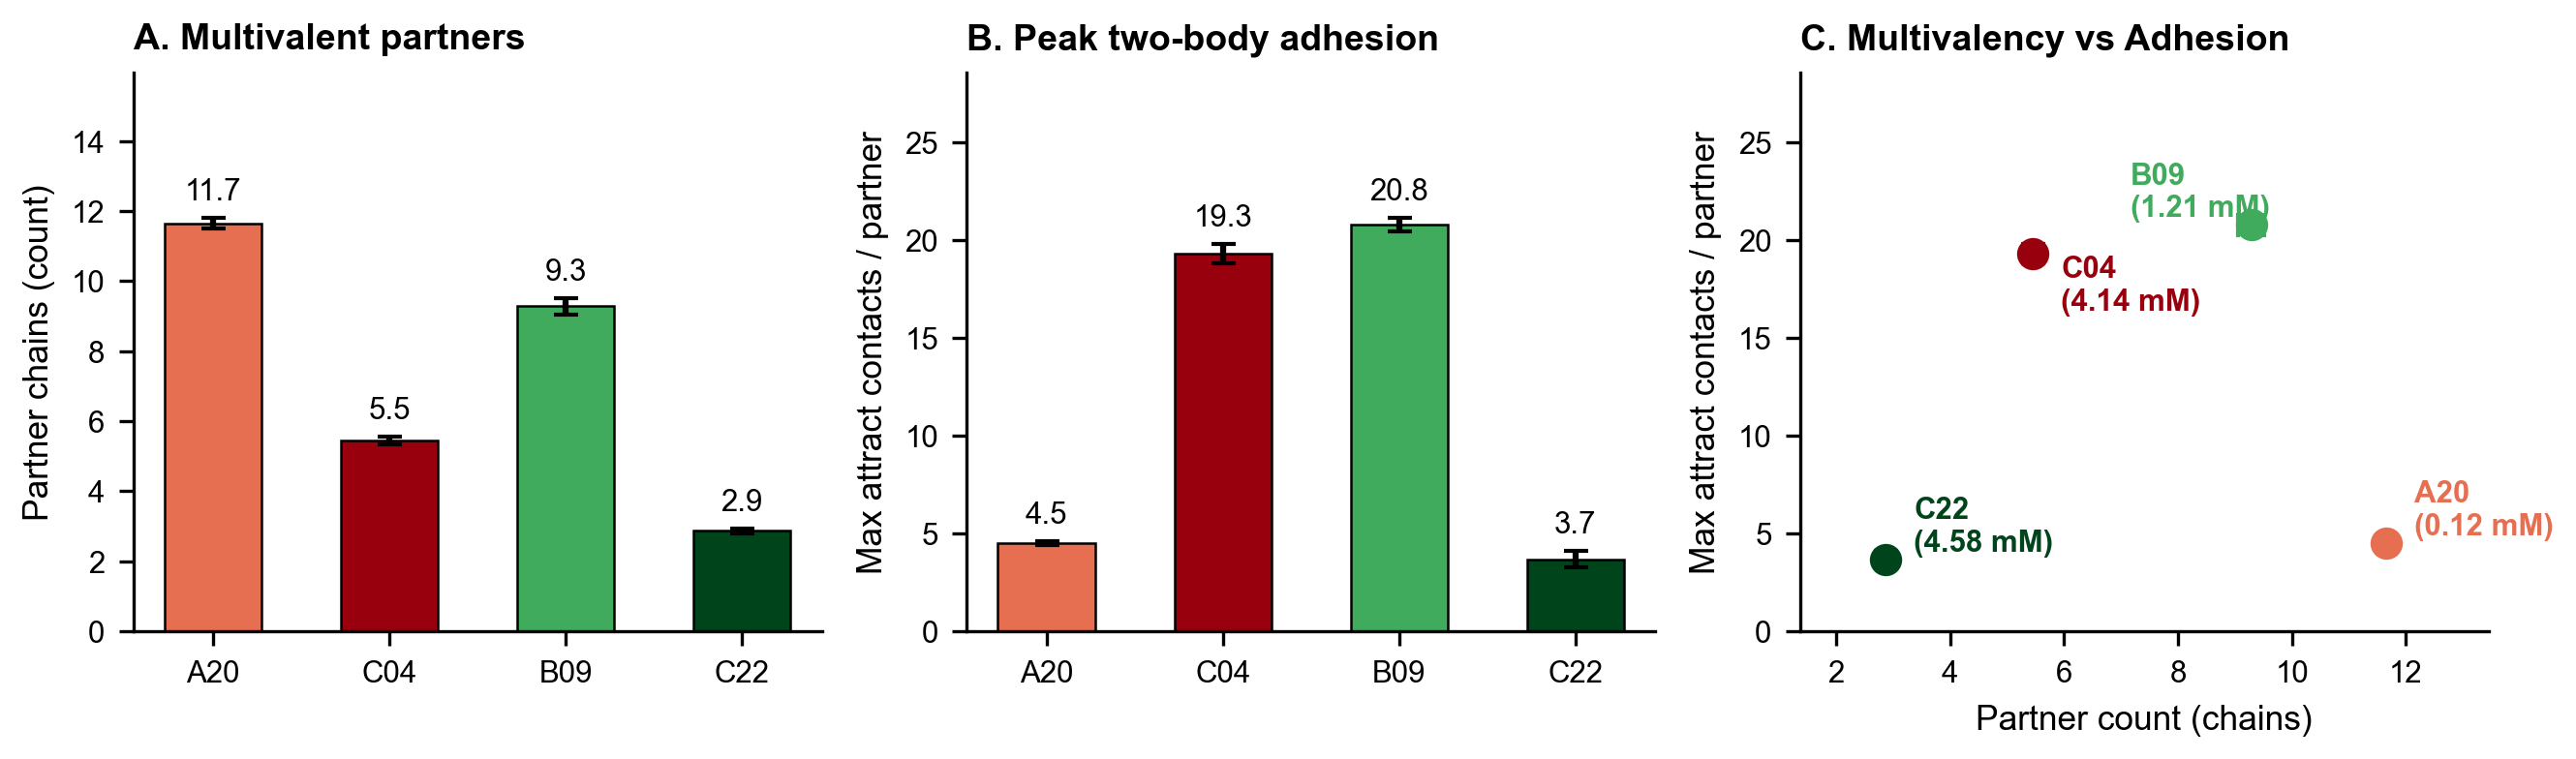 A. Multivalent partners
Partner chains (count)
14
12
10
8
6
4
2
0
11.7
5.5
9.3
2.9
A20
C04
B09
C22
B. Peak two-body adhesion
Max attract contacts / partner
25
20
15
10
5
0
4.5
19.3
20.8
3.7
A20
C04
B09
C22
C. Multivalency vs Adhesion
Max attract contacts / partner
25
20
15
10
5
0
B09
(1.21 mM)
C04
(4.14 mM)
C22
(4.58 mM)
A20
(0.12 mM)
2
4
6
8
10
12
Partner count (chains)